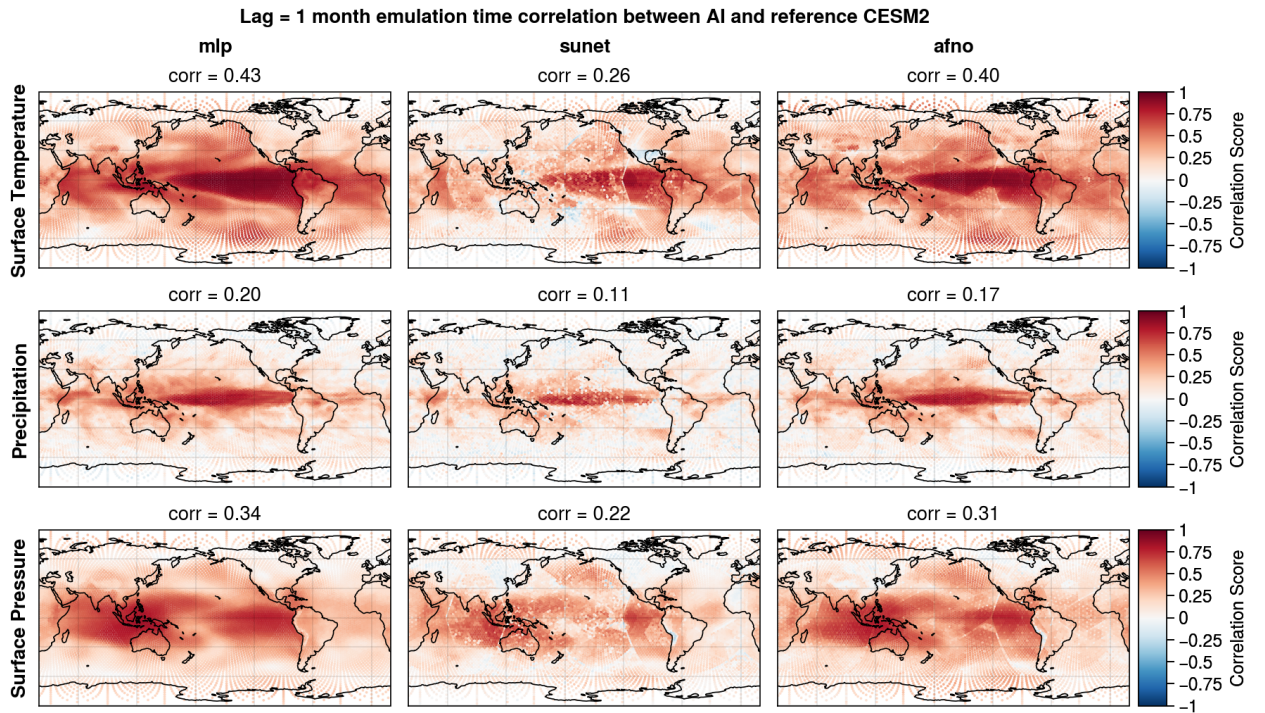 Lag = 1 month emulation time correlation between AI and reference CESM2
mlp
sunet
afno
corr = 0.43
corr = 0.26
corr = 0.40
Surface Temperature
1
0.75
0.5
0.25
0
−0.25
−0.5
−0.75
−1
Correlation Score
corr = 0.20
corr = 0.11
corr = 0.17
Precipitation
1
0.75
0.5
0.25
0
−0.25
−0.5
−0.75
−1
Correlation Score
corr = 0.34
corr = 0.22
corr = 0.31
Surface Pressure
1
0.75
0.5
0.25
0
−0.25
−0.5
−0.75
−1
Correlation Score